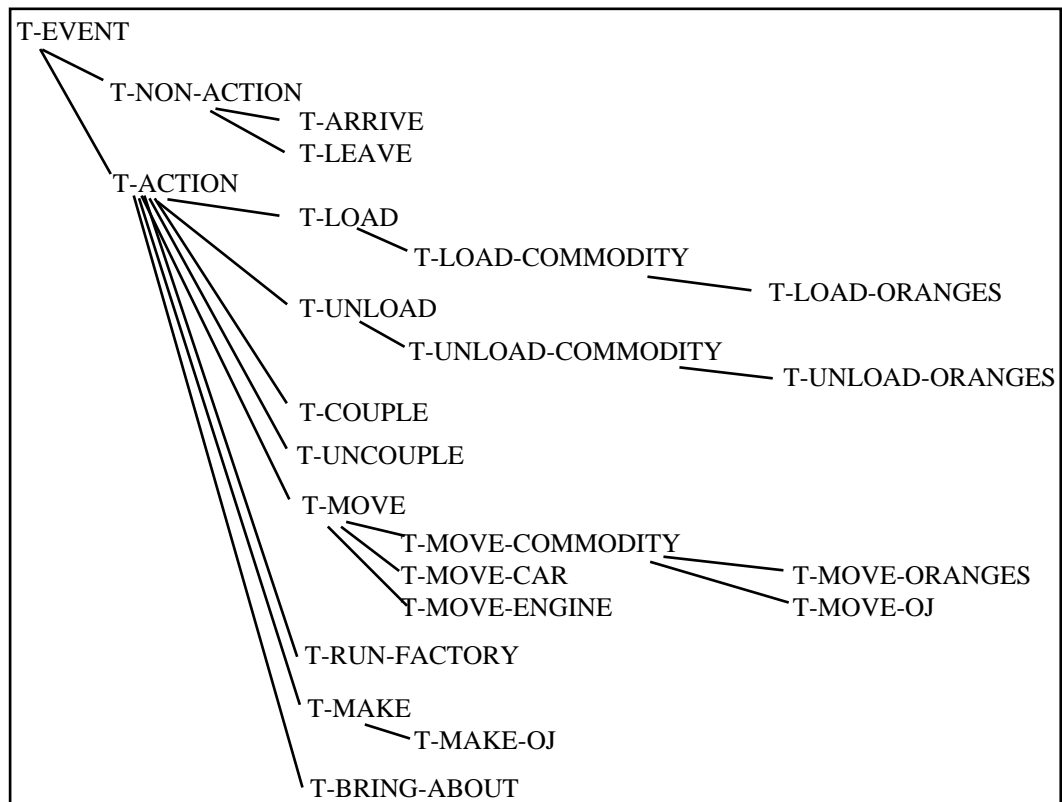 T-EVENT
T-NON-ACTION
T-ARRIVE
T-LEAVE
T-ACTION
T-LOAD
T-LOAD-COMMODITY
T-LOAD-ORANGES
T-UNLOAD
T-UNLOAD-COMMODITY
T-UNLOAD-ORANGES
T-COUPLE
T-UNCOUPLE
T-MOVE
T-MOVE-COMMODITY
T-MOVE-CAR T-MOVE-ORANGES
T-MOVE-ENGINE T-MOVE-OJ
T-RUN-FACTORY
T-MAKE
T-MAKE-OJ
T-BRING-ABOUT